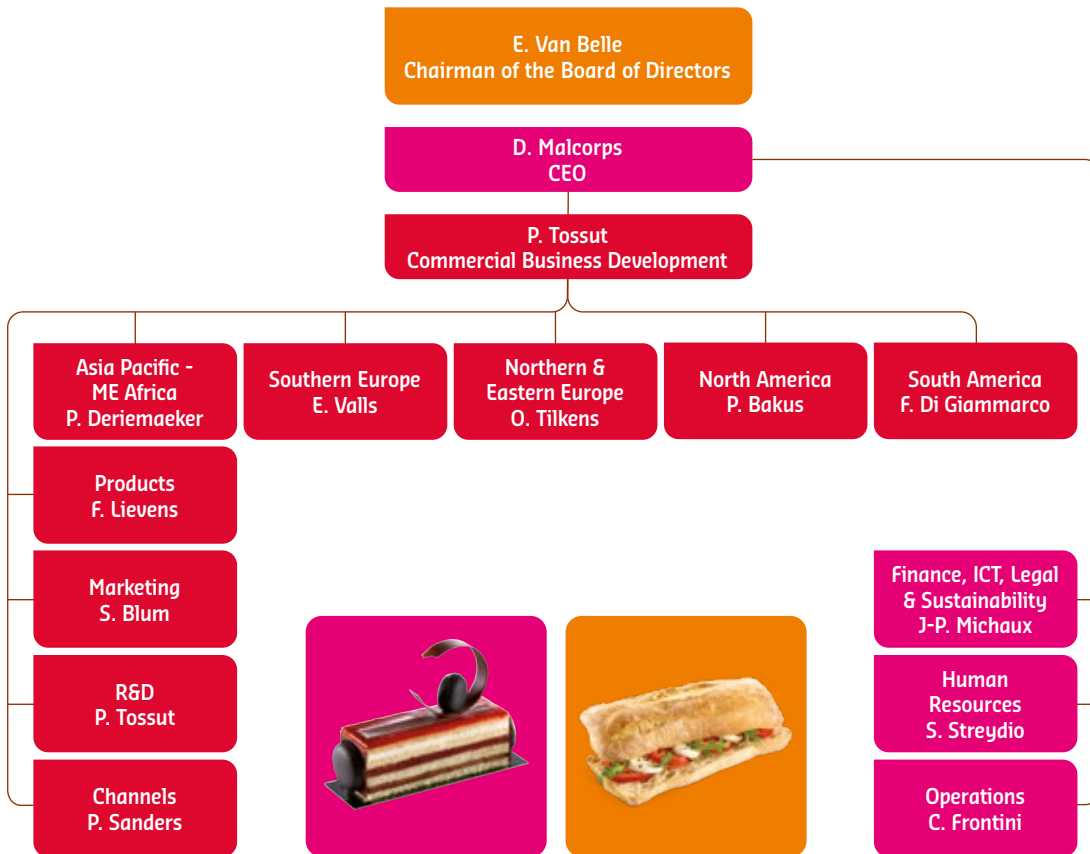 E. Van Belle
Chairman of the Board of Directors
D. Malcorps
CEO
P. Tossut
Commercial Business Development
Asia Pacific -
ME Africa
P. Deriemaeker
Southern Europe
E. Valls
Northern &
Eastern Europe
O. Tilkens
North America
P. Bakus
South America
F. Di Giammarco
Products
F. Lievens
Marketing
S. Blum
R&D
P. Tossut
Channels
P. Sanders
Finance, ICT, Legal
& Sustainability
J-P. Michaux
Human
Resources
S. Streydio
Operations
C. Frontini